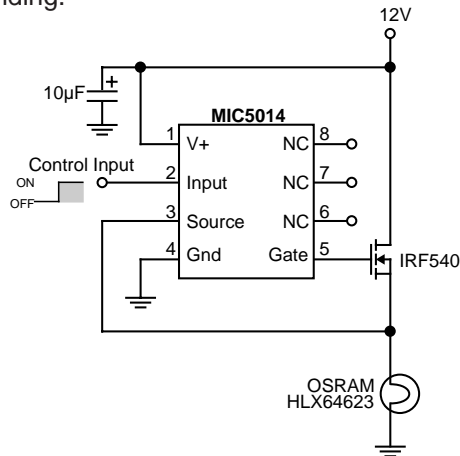 nding.
12V
10µF
+
MIC5014
1 V+ NC 8
Control Input
ON
OFF
2 Input NC 7
3 Source NC 6
4 Gnd Gate 5
IRF540
OSRAM
HLX64623